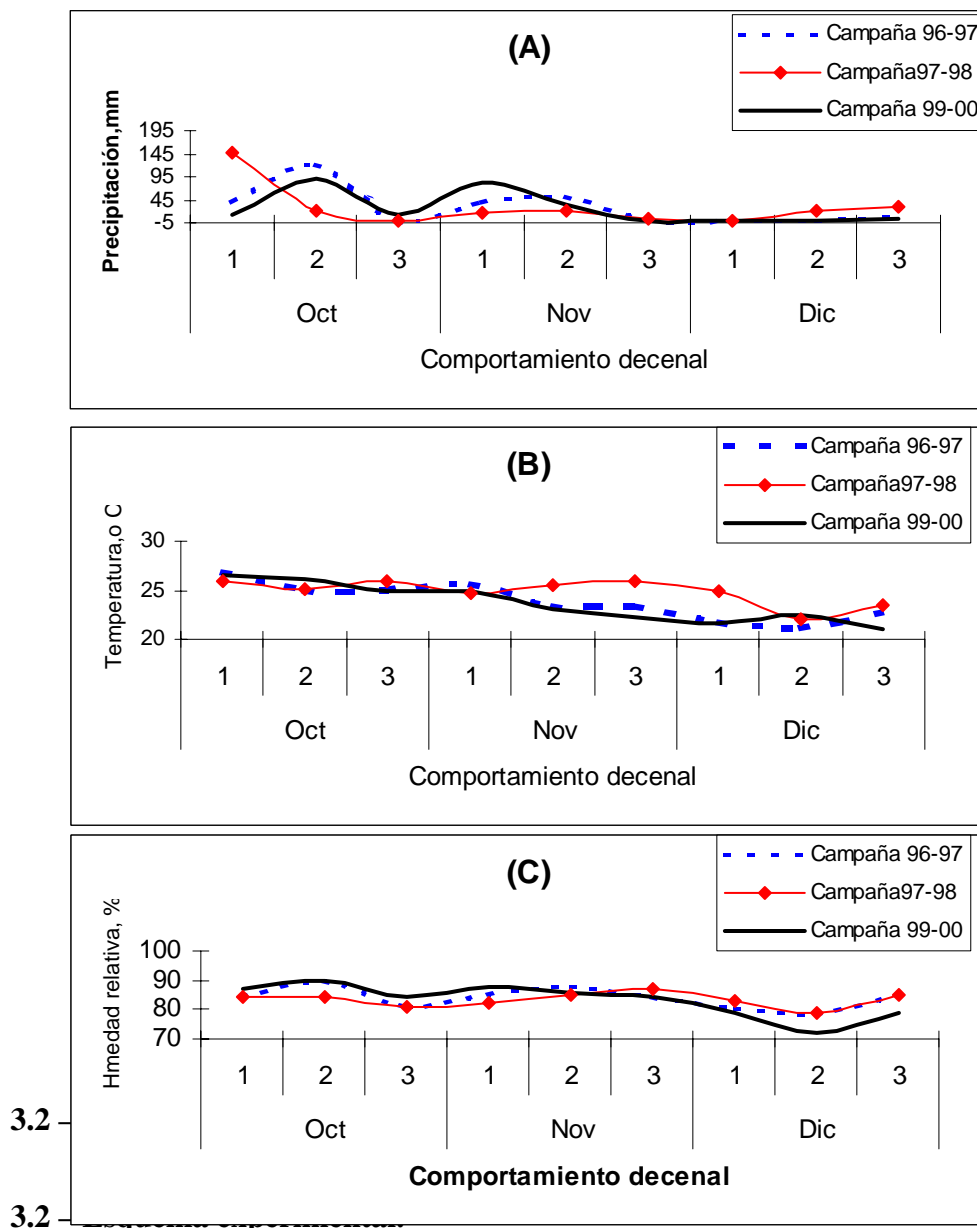 (A)
Campaña 96-97
Campaña97-98
Campaña 99-00
Precipitación,mm
195
145
95
45
-5
1 2 3 1 2 3 1 2 3
Oct Nov Dic
Comportamiento decenal
(B)
Campaña 96-97
Campaña97-98
Campaña 99-00
Temperatura,o C
30
25
20
1 2 3 1 2 3 1 2 3
Oct Nov Dic
Comportamiento decenal
(C)
Campaña 96-97
Campaña97-98
Campaña 99-00
Hmedad relativa, %
100
90
80
70
1 2 3 1 2 3 1 2 3
Oct Nov Dic
Comportamiento decenal
3.2 –
3.2 – Esquema experimental.